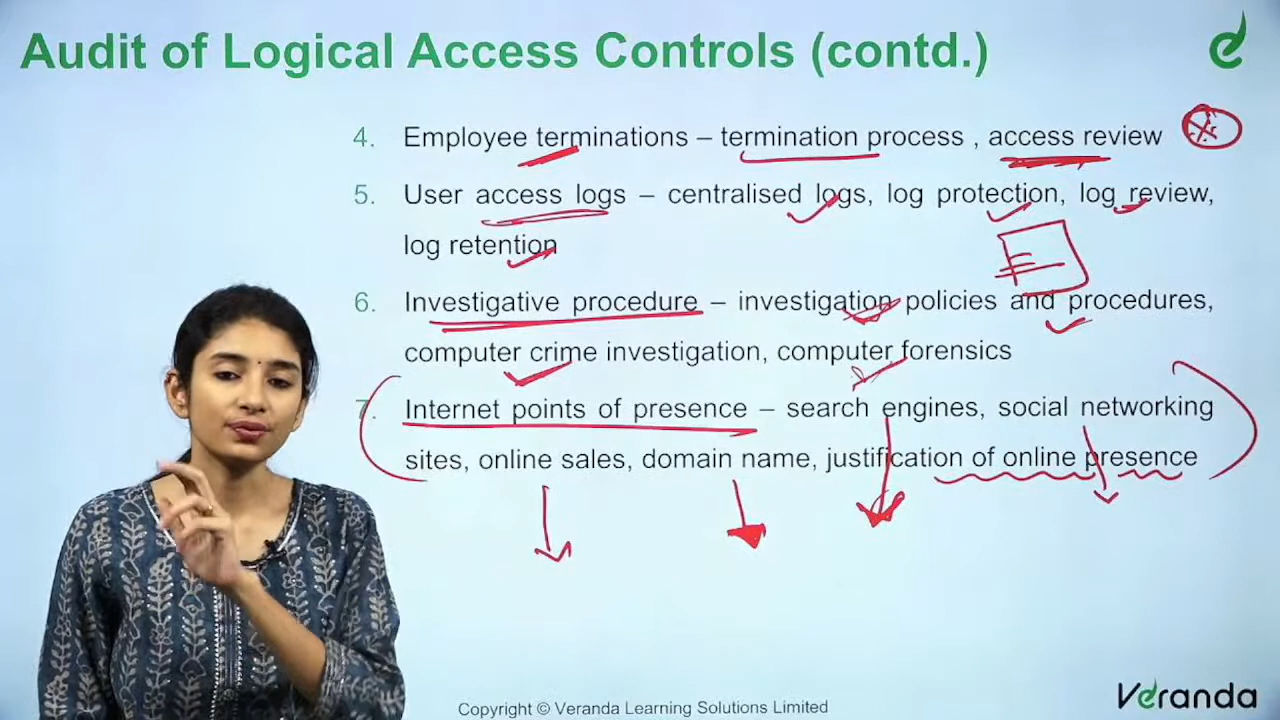 Audit of Logical Access Controls (contd.)
4. Employee terminations – termination process , access review
5. User access logs – centralised logs, log protection, log review,
log retention
6. Investigative procedure – investigation policies and procedures,
computer crime investigation, computer forensics
7. Internet points of presence – search engines, social networking
sites, online sales, domain name, justification of online presence
Copyright © Veranda Learning Solutions Limited
Veranda